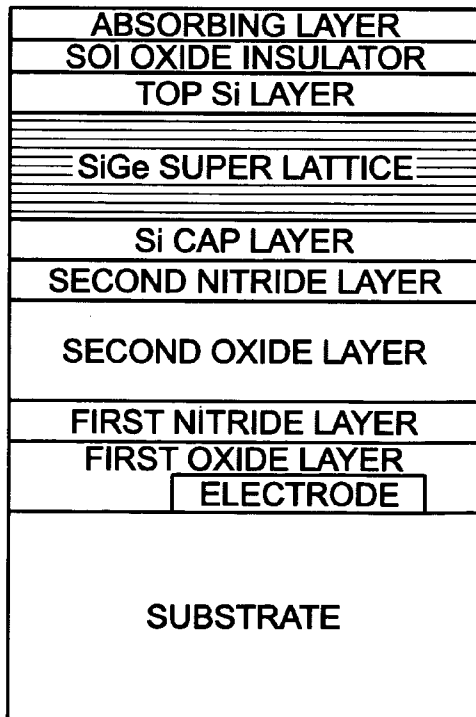 ABSORBING LAYER
SOI OXIDE INSULATOR
TOP Si LAYER
SiGe SUPER LATTICE
Si CAP LAYER
SECOND NITRIDE LAYER
SECOND OXIDE LAYER
FIRST NITRIDE LAYER
FIRST OXIDE LAYER
ELECTRODE
SUBSTRATE